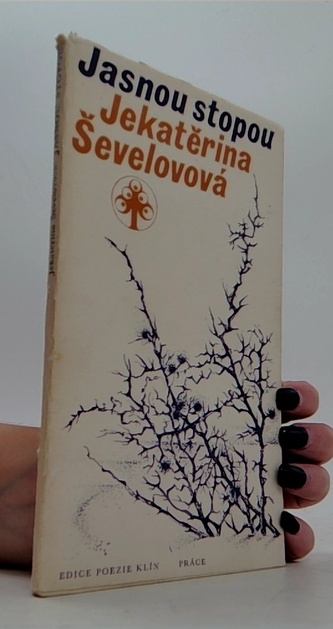 Jasnou stopou
Jekatěrina
Ševelovová
EDICE POEZIE KLÍN PRÁCE